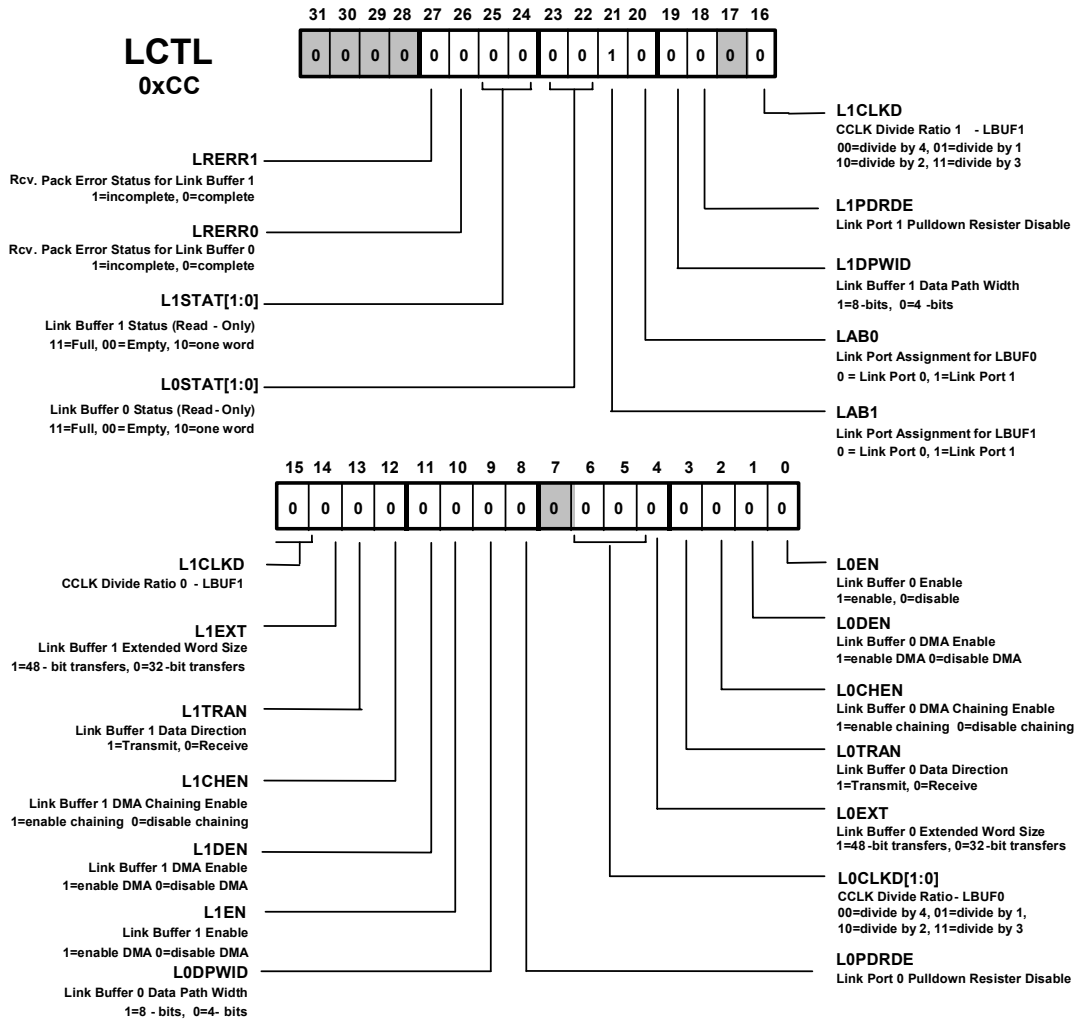 31 30 29 28 27 26 25 24 23 22 21 20 19 18 17 16
LCTL
0xCC
0 0 0 0 0 0 0 0 0 0 1 0 0 0 0 0
L1CLKD
CCLK Divide Ratio 1 - LBUF1
00=divide by 4, 01=divide by 1
10=divide by 2, 11=divide by 3
L1PDRDE
Link Port 1 Pulldown Resister Disable
L1DPWID
Link Buffer 1 Data Path Width
1=8-bits, 0=4 -bits
LAB0
Link Port Assignment for LBUF0
0 = Link Port 0, 1=Link Port 1
LAB1
Link Port Assignment for LBUF1
0 = Link Port 0, 1=Link Port 1
LRERR1
Rcv. Pack Error Status for Link Buffer 1
1=incomplete, 0=complete
LRERR0
Rcv. Pack Error Status for Link Buffer 0
1=incomplete, 0=complete
L1STAT[1:0]
Link Buffer 1 Status (Read - Only)
11=Full, 00=Empty, 10=one word
L0STAT[1:0]
Link Buffer 0 Status (Read - Only)
11=Full, 00=Empty, 10=one word
15 14 13 12 11 10 9 8 7 6 5 4 3 2 1 0
0 0 0 0 0 0 0 0 0 0 0 0 0 0 0 0
L1CLKD
CCLK Divide Ratio 0 - LBUF1
L1EXT
Link Buffer 1 Extended Word Size
1=48 - bit transfers, 0=32-bit transfers
L1TRAN
Link Buffer 1 Data Direction
1=Transmit, 0=Receive
L1CHEN
Link Buffer 1 DMA Chaining Enable
1=enable chaining 0=disable chaining
L1DEN
Link Buffer 1 DMA Enable
1=enable DMA 0=disable DMA
L1EN
Link Buffer 1 Enable
1=enable DMA 0=disable DMA
L0DPWID
Link Buffer 0 Data Path Width
1=8 - bits, 0=4- bits
L0EN
Link Buffer 0 Enable
1=enable, 0=disable
L0DEN
Link Buffer 0 DMA Enable
1=enable DMA 0=disable DMA
L0CHEN
Link Buffer 0 DMA Chaining Enable
1=enable chaining 0=disable chaining
L0TRAN
Link Buffer 0 Data Direction
1=Transmit, 0=Receive
L0EXT
Link Buffer 0 Extended Word Size
1=48-bit transfers, 0=32-bit transfers
L0CLKD[1:0]
CCLK Divide Ratio- LBUF0
00=divide by 4, 01=divide by 1,
10=divide by 2, 11=divide by 3
L0PDRDE
Link Port 0 Pulldown Resister Disable